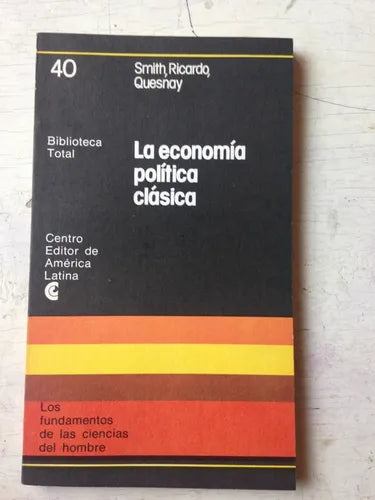 40
Smith, Ricardo,
Quesnay
Biblioteca
Total
La economía
política
clásica
Centro
Editor de
América
Latina
Los
fundamentos
de las ciencias
del hombre